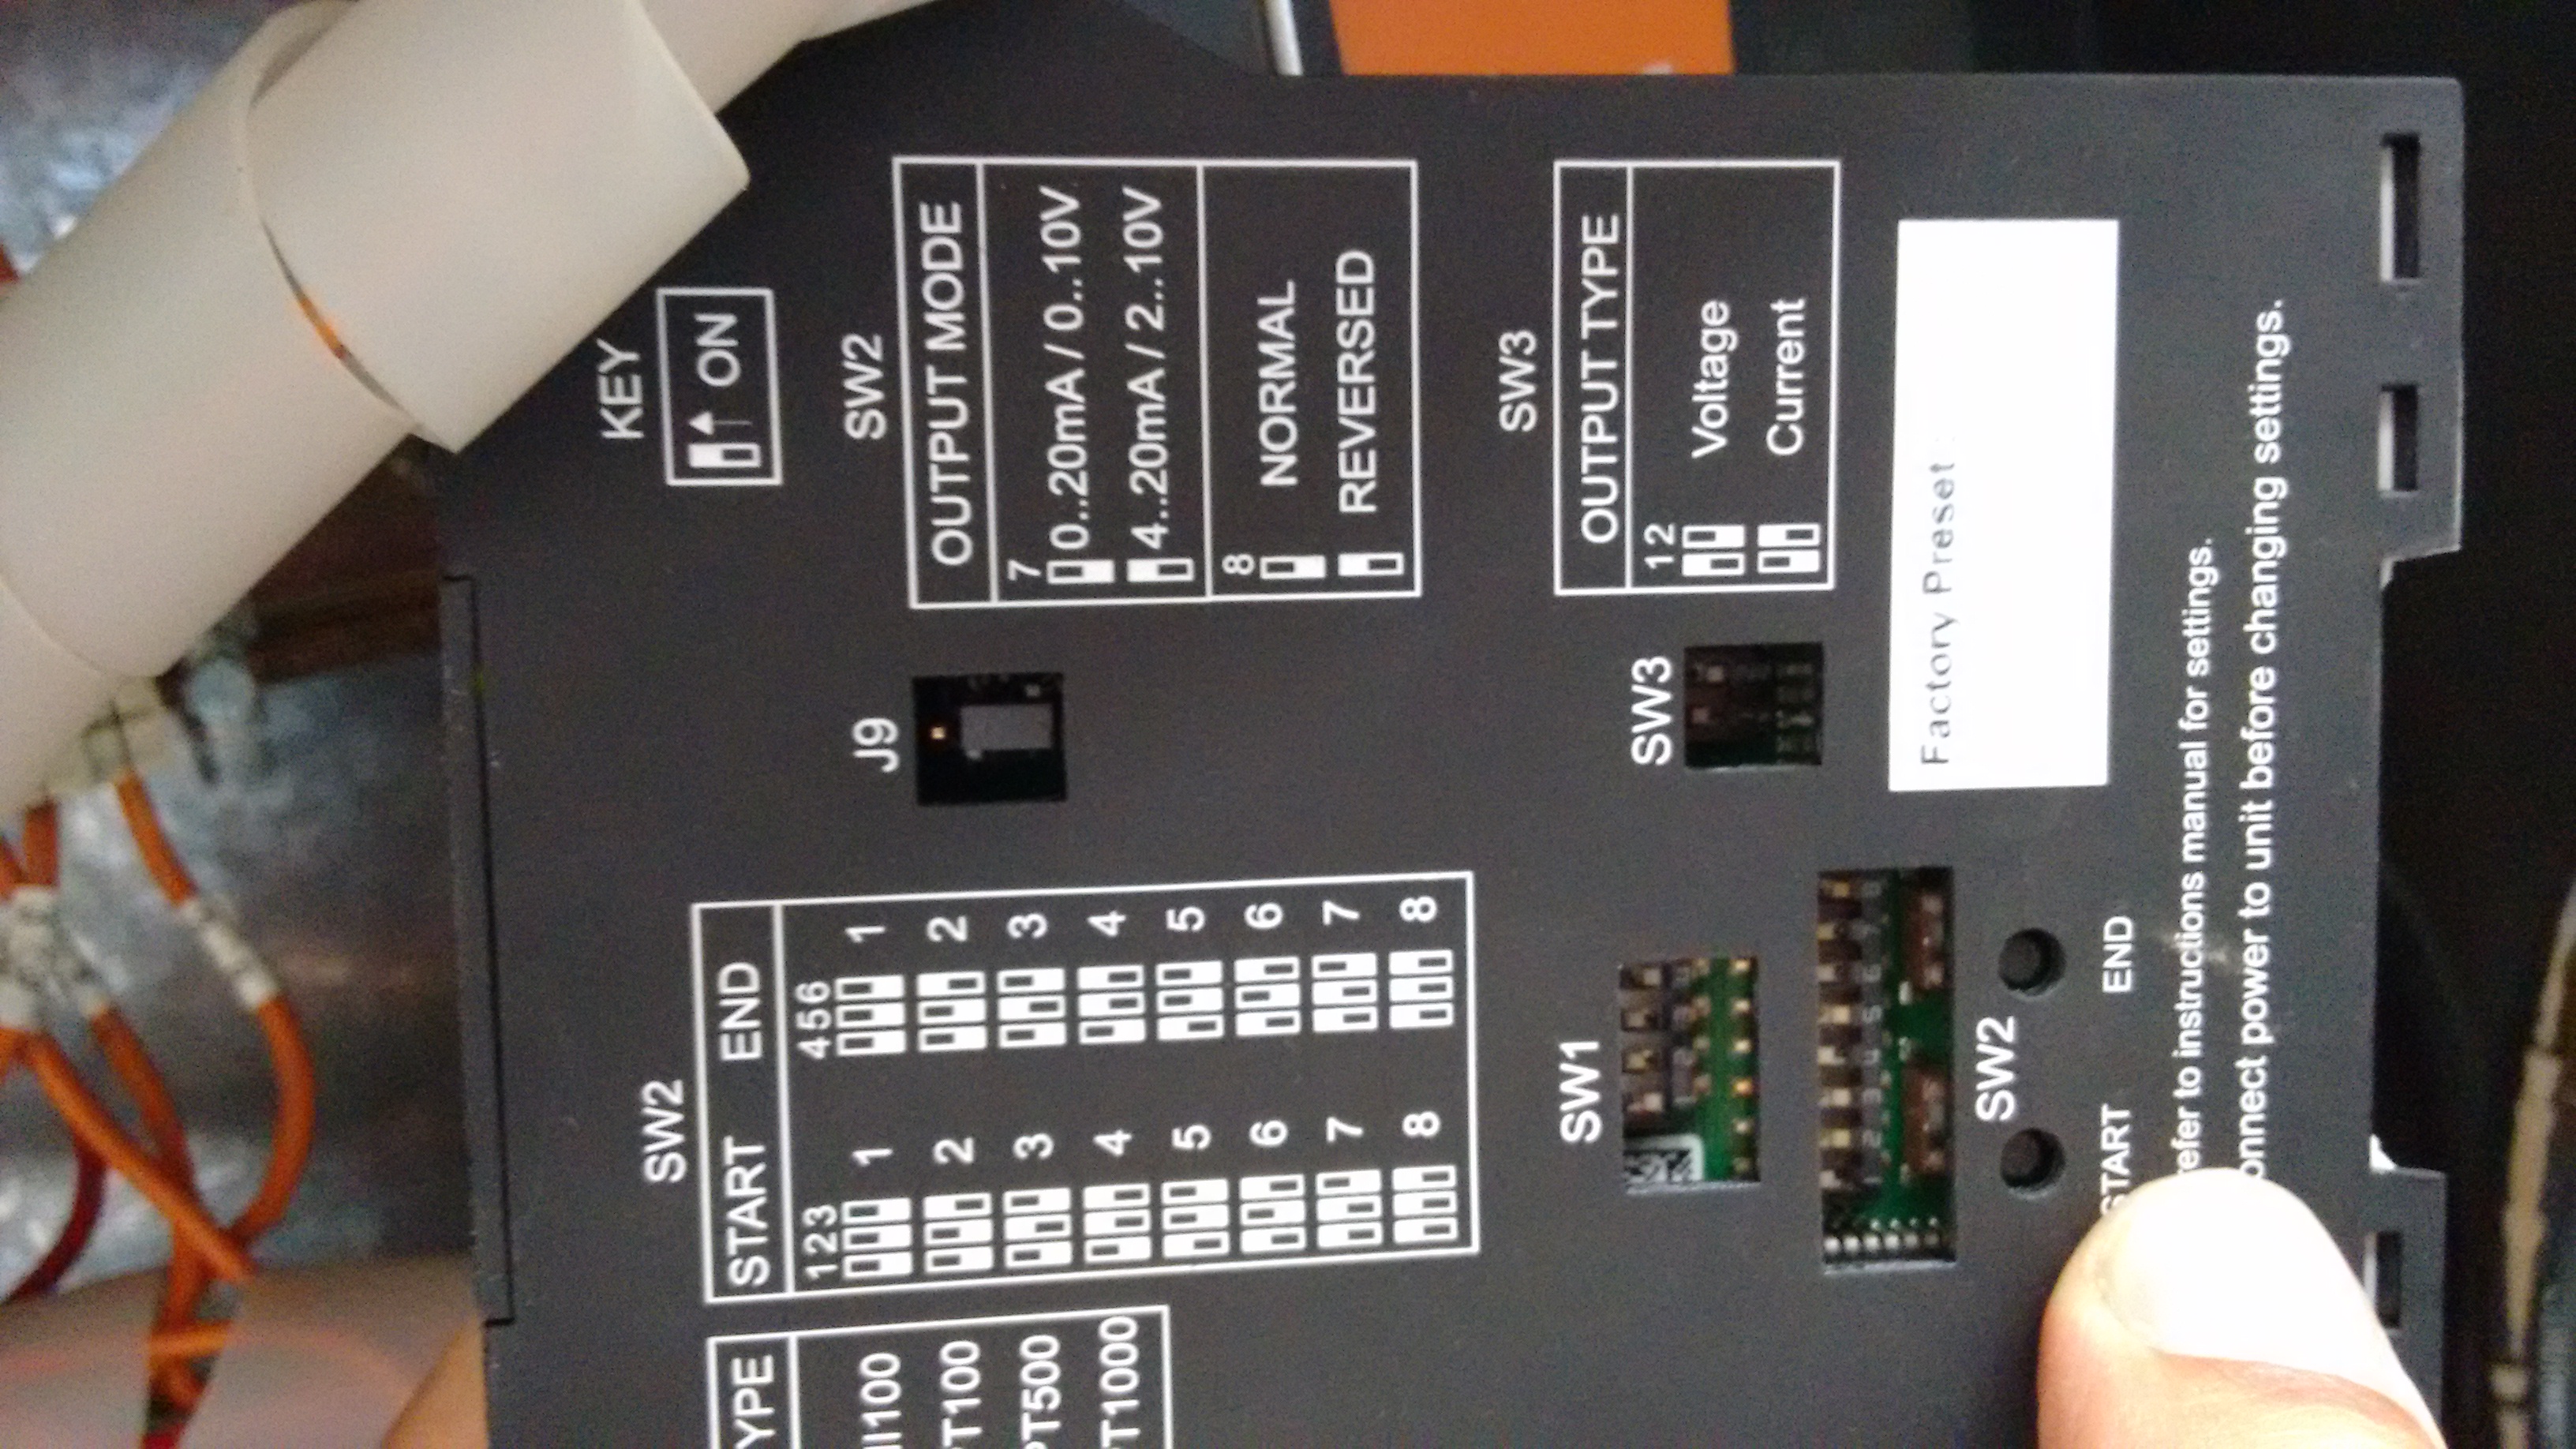 KEY
ON
SW2
OUTPUT MODE
7
0..20mA / 0..10V
4..20mA / 2..10V
8
NORMAL
REVERSED
SW3
OUTPUT TYPE
12
Voltage
Current
J9
SW3
Factory Preset:
SW2
START END
123 456
1 1
2 2
3 3
4 4
5 5
6 6
7 7
8 8
SW1
SW2
START END
refer to instructions manual for settings.
onnect power to unit before changing settings.
YPE
NI100
PT100
PT500
PT1000